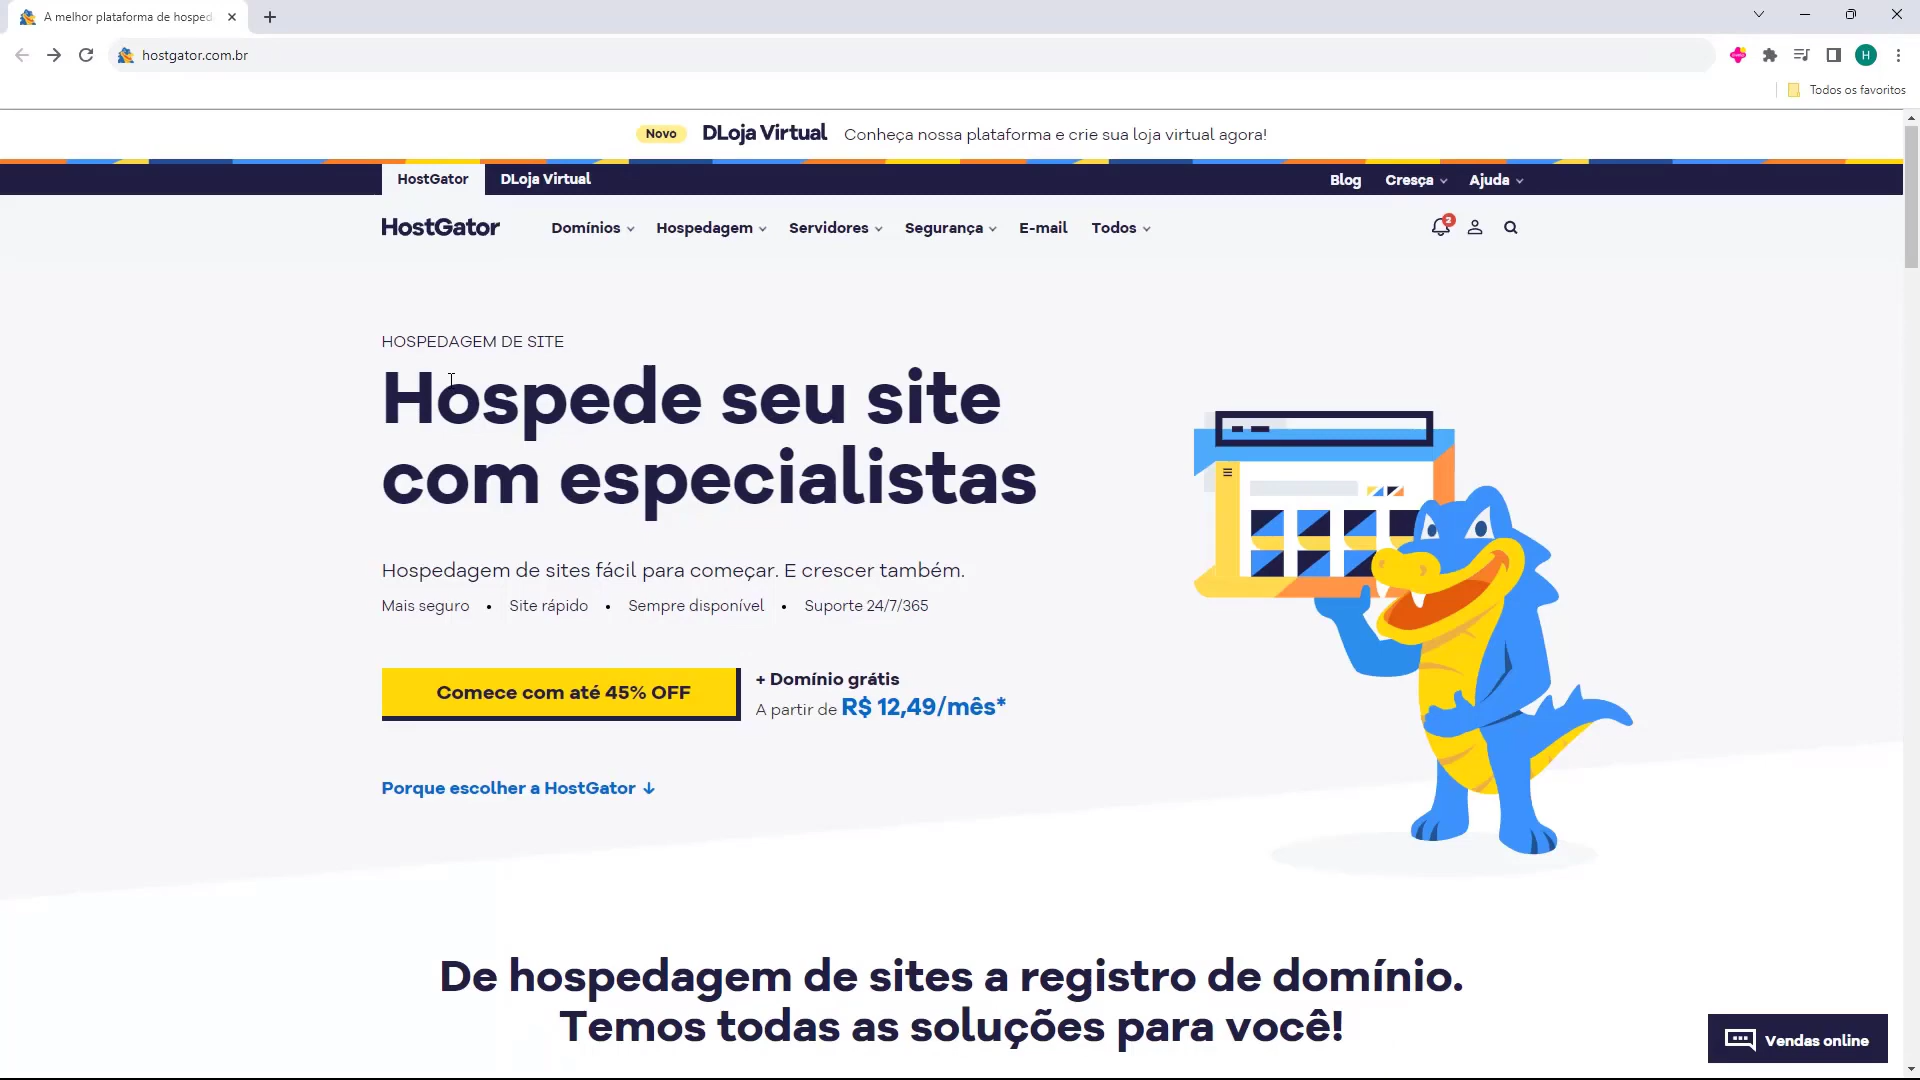 A melhor plataforma de hosped
hostgator.com.br
H
Todos os favoritos
Novo DLoja Virtual Conheça nossa plataforma e crie sua loja virtual agora!
HostGator DLoja Virtual Blog Cresça Ajuda
HostGator Domínios Hospedagem Servidores Segurança E-mail Todos 2
HOSPEDAGEM DE SITE
Hospede seu site
com especialistas
Hospedagem de sites fácil para começar. E crescer também.
Mais seguro • Site rápido • Sempre disponível • Suporte 24/7/365
Comece com até 45% OFF
+ Domínio grátis
A partir de R$ 12,49/mês*
Porque escolher a HostGator ↓
De hospedagem de sites a registro de domínio.
Temos todas as soluções para você!
Vendas online